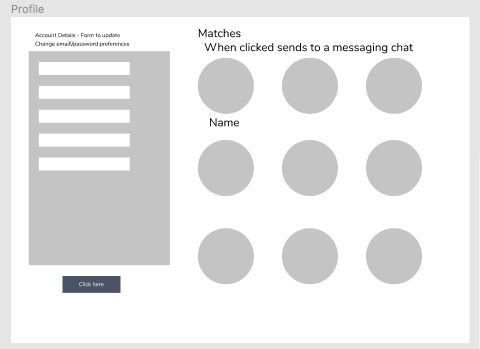 Profile
Account Details - Form to update
Change email/password preferences
Click here
Matches
When clicked sends to a messaging chat
Name